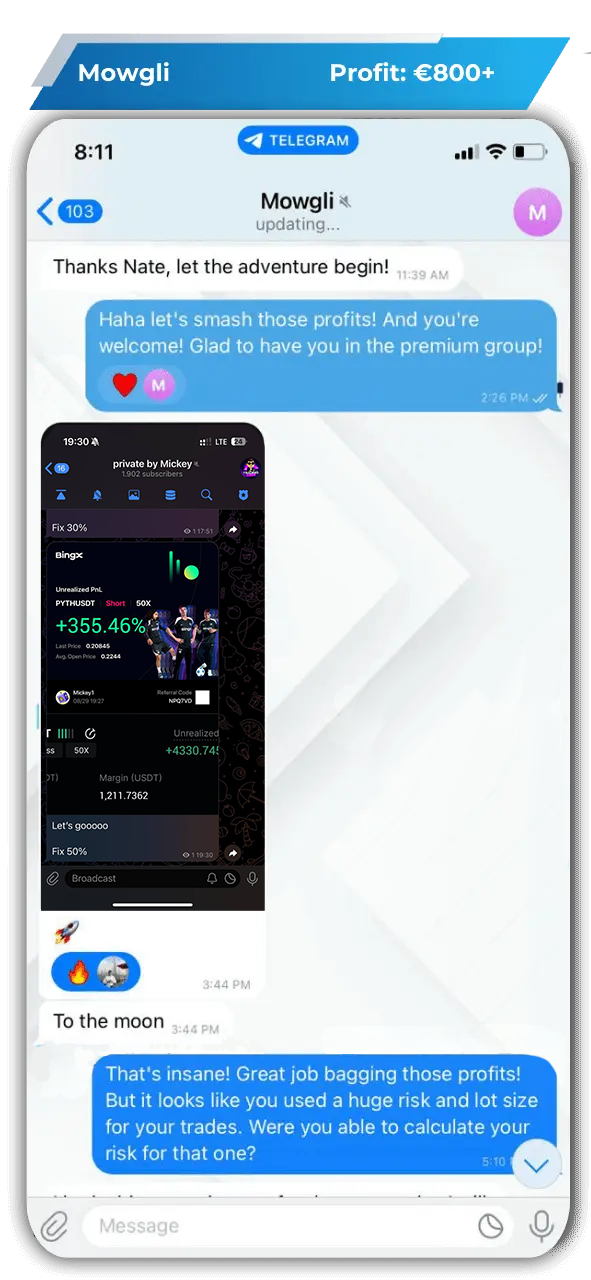 Mowgli
Profit: €800+
8:11
TELEGRAM
103
Mowgli
updating...
M
Thanks Nate, let the adventure begin!
11:39 AM
Haha let's smash those profits! And you're
welcome! Glad to have you in the premium group!
M
2:26 PM
19:30
LTE
24
16
private by Mickey
1.902 subscribers
Fix 30%
1 17:51
BingX
Unrealized PnL
PYTHUSDT Short 50X
+355.46%
Last Price 0.20845
Avg. Open Price 0.2244
Mickey1
08/29 19:27
Referral Code
NPQ7VD
T
Unrealized
ss
50X
+4330.745
DT)
Margin (USDT)
1,211.7362
Let's gooooo
Fix 50%
1 19:30
Broadcast
3:44 PM
To the moon
3:44 PM
That's insane! Great job bagging those profits!
But it looks like you used a huge risk and lot size
for your trades. Were you able to calculate your
risk for that one?
5:10
Message